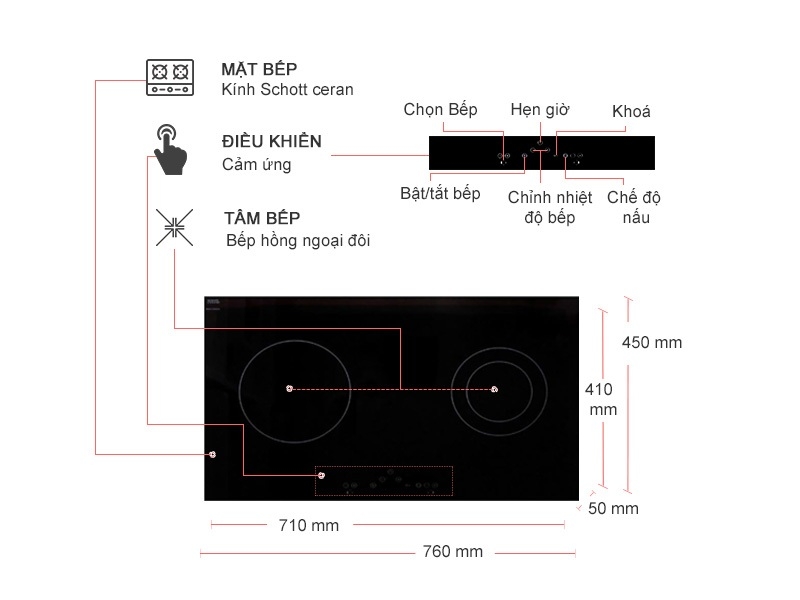 MẶT BẾP
Kính Schott ceran
ĐIỀU KHIỂN
Cảm ứng
TÂM BẾP
Bếp hồng ngoại đôi
Chọn Bếp
Hẹn giờ
Khoá
Bật/tắt bếp
Chỉnh nhiệt
độ bếp
Chế độ
nấu
450 mm
410
mm
50 mm
710 mm
760 mm